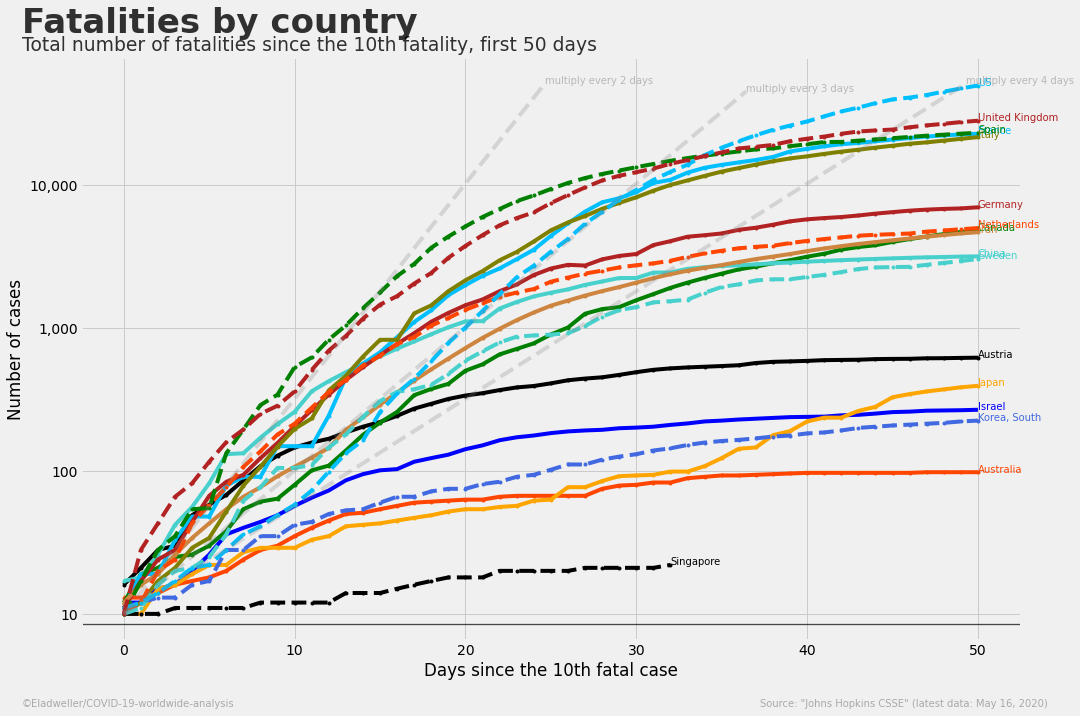 Fatalities by country
Total number of fatalities since the 10th fatality, first 50 days
multiply every 2 days
multiply every 3 days
multiply every 4 days
US
United Kingdom
Spain
Italy
Germany
Netherlands
Canada
China
Sweden
Austria
Japan
Israel
Korea, South
Australia
Singapore
Number of cases
10,000
1,000
100
10
0
10
20
30
40
50
Days since the 10th fatal case
©Eladweller/COVID-19-worldwide-analysis
Source: "Johns Hopkins CSSE" (latest data: May 16, 2020)